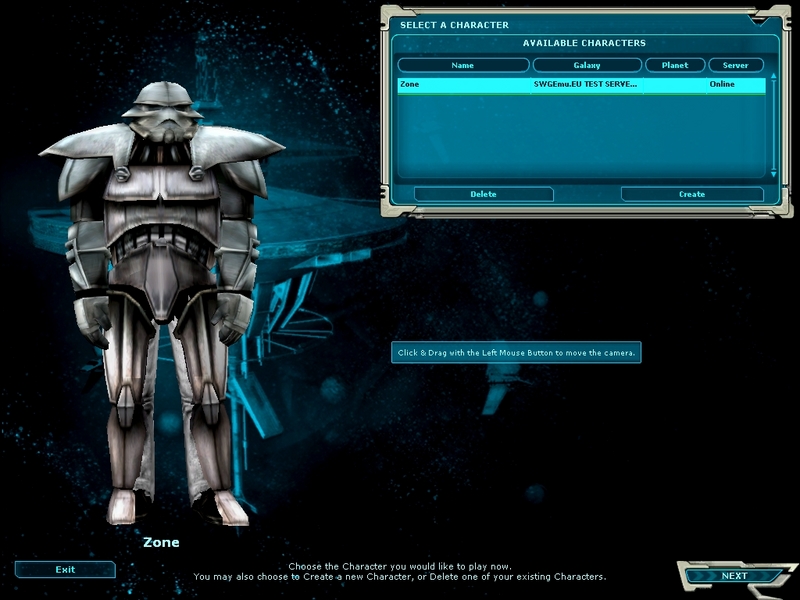 SELECT A CHARACTER
AVAILABLE CHARACTERS
Name Galaxy Planet Server
Zone SWGEmu.EU TEST SERVE... Online
Delete Create
Click & Drag with the Left Mouse Button to move the camera.
Zone
Choose the Character you would like to play now.
You may also choose to Create a new Character, or Delete one of your existing Characters.
Exit
NEXT